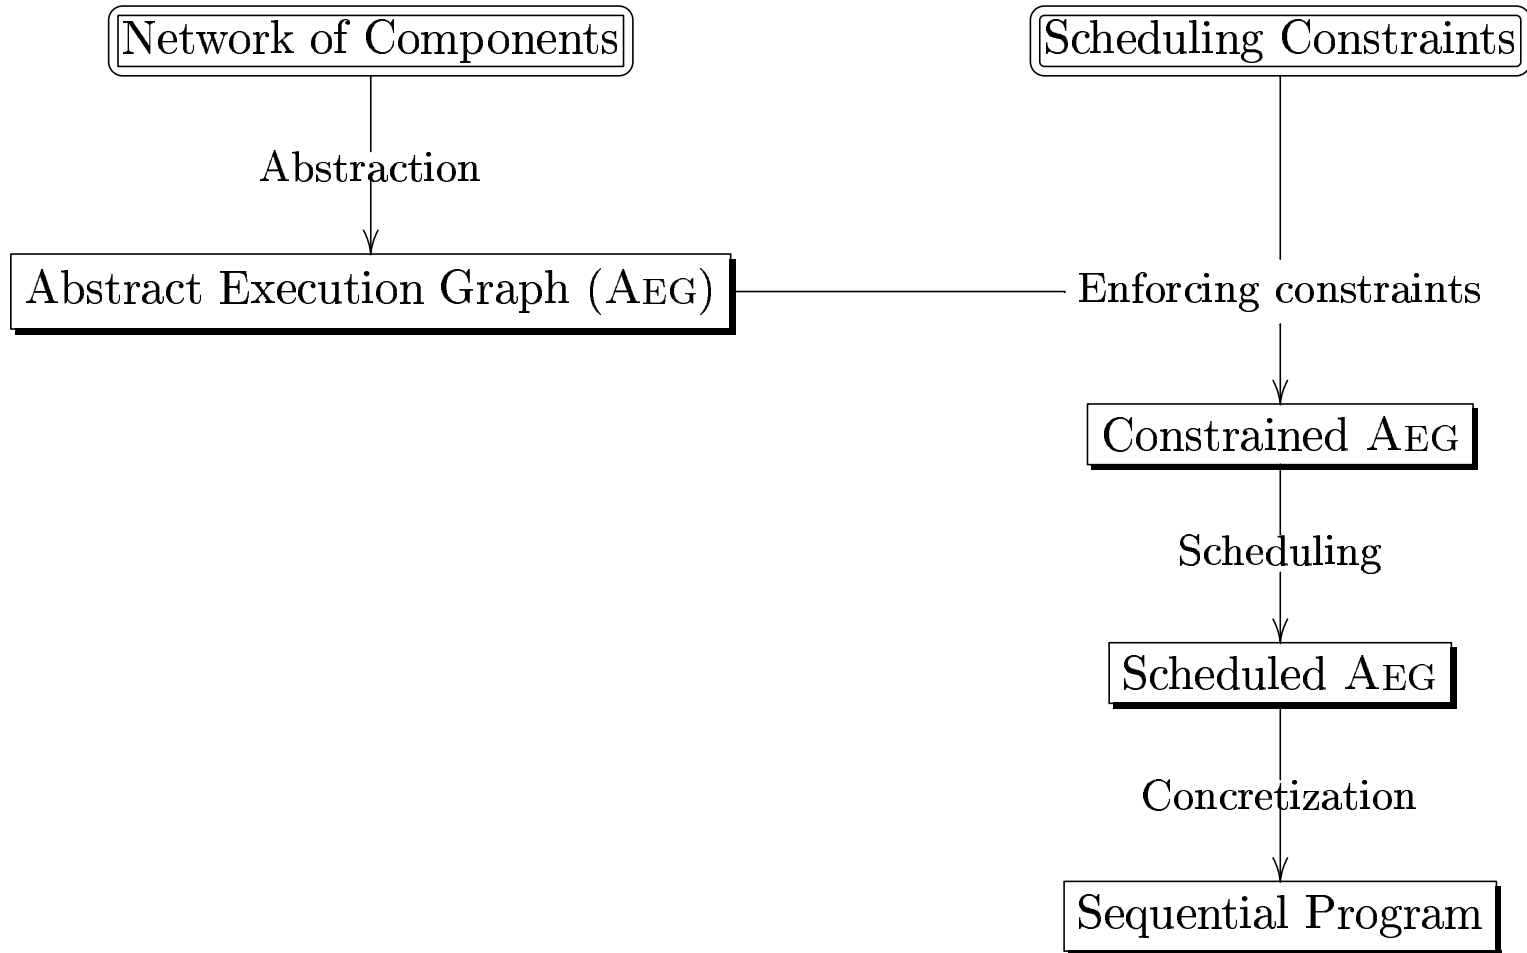 Network of Components
Scheduling Constraints
Abstraction
Abstract Execution Graph (AEG)
Enforcing constraints
Constrained AEG
Scheduling
Scheduled AEG
Concretization
Sequential Program